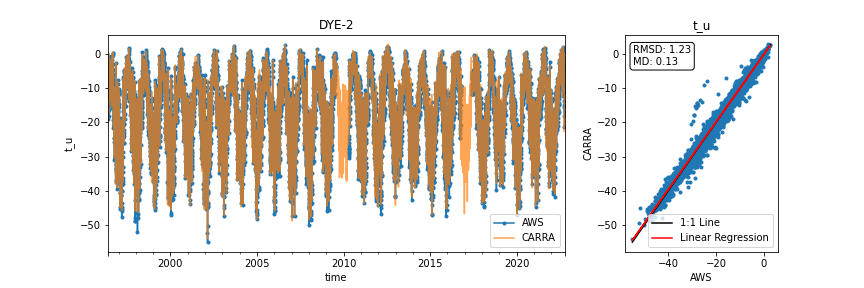 DYE-2
t_u
0
−10
−20
−30
−40
−50
2000
2005
2010
2015
2020
time
AWS
CARRA
t_u
CARRA
0
−10
−20
−30
−40
−50
RMSD: 1.23
MD: 0.13
1:1 Line
Linear Regression
−40
−20
0
AWS